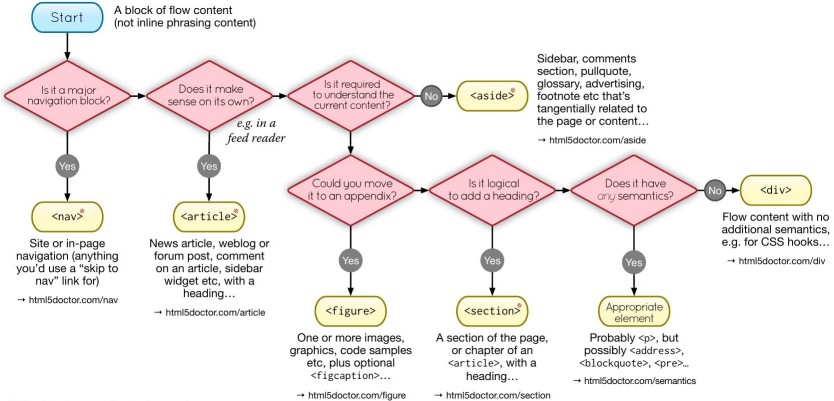 Start
A block of flow content
(not inline phrasing content)
Is it a major
navigation block?
Does it make
sense on its own?
e.g. in a
feed reader
Is it required
to understand the
current content?
No
<aside>*
Sidebar, comments
section, pullquote,
glossary, advertising,
footnote etc that's
tangentially related to
the page or content…
→ html5doctor.com/aside
Yes
<nav>*
Site or in-page
navigation (anything
you'd use a “skip to
nav” link for)
→ html5doctor.com/nav
Yes
<article>*
News article, weblog or
forum post, comment
on an article, sidebar
widget etc, with a
heading…
→ html5doctor.com/article
Could you move
it to an appendix?
Is it logical
to add a heading?
Does it have
any semantics?
No
<div>
Flow content with no
additional semantics,
e.g. for CSS hooks…
→ html5doctor.com/div
Yes
<figure>
One or more images,
graphics, code samples
etc, plus optional
<figcaption>…
→ html5doctor.com/figure
Yes
<section>*
A section of the page,
or chapter of an
<article>, with a
heading…
→ html5doctor.com/section
Yes
Appropriate
element
Probably <p>, but
possibly <address>,
<blockquote>, <pre>…
→ html5doctor.com/semantics